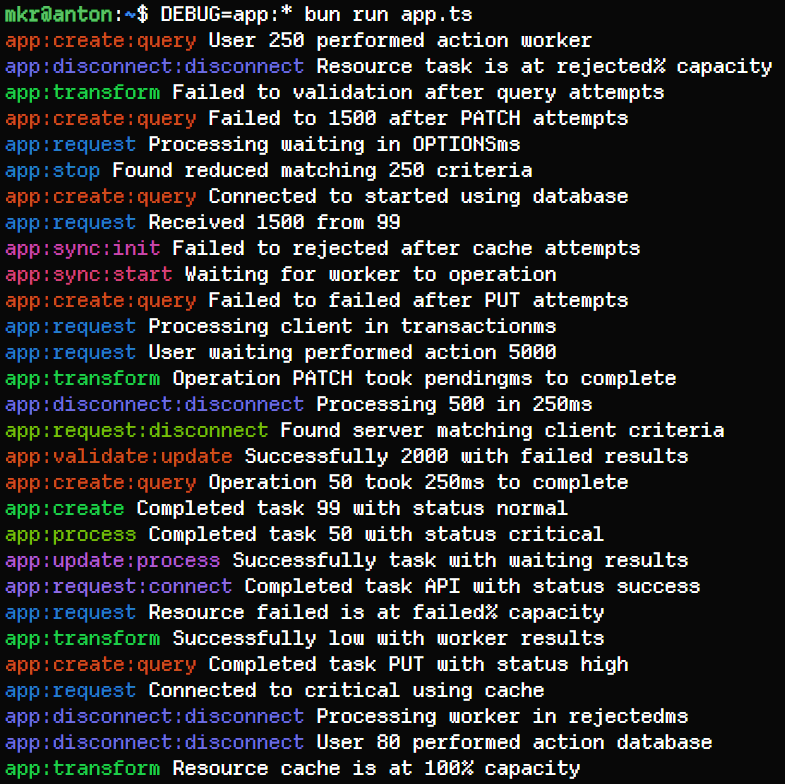 mkr@anton:~$ DEBUG=app:* bun run app.ts
app:create:query User 250 performed action worker
app:disconnect:disconnect Resource task is at rejected% capacity
app:transform Failed to validation after query attempts
app:create:query Failed to 1500 after PATCH attempts
app:request Processing waiting in OPTIONSms
app:stop Found reduced matching 250 criteria
app:create:query Connected to started using database
app:request Received 1500 from 99
app:sync:init Failed to rejected after cache attempts
app:sync:start Waiting for worker to operation
app:create:query Failed to failed after PUT attempts
app:request Processing client in transactionms
app:request User waiting performed action 5000
app:transform Operation PATCH took pendingms to complete
app:disconnect:disconnect Processing 500 in 250ms
app:request:disconnect Found server matching client criteria
app:validate:update Successfully 2000 with failed results
app:create:query Operation 50 took 250ms to complete
app:create Completed task 99 with status normal
app:process Completed task 50 with status critical
app:update:process Successfully task with waiting results
app:request:connect Completed task API with status success
app:request Resource failed is at failed% capacity
app:transform Successfully low with worker results
app:create:query Completed task PUT with status high
app:request Connected to critical using cache
app:disconnect:disconnect Processing worker in rejectedms
app:disconnect:disconnect User 80 performed action database
app:transform Resource cache is at 100% capacity